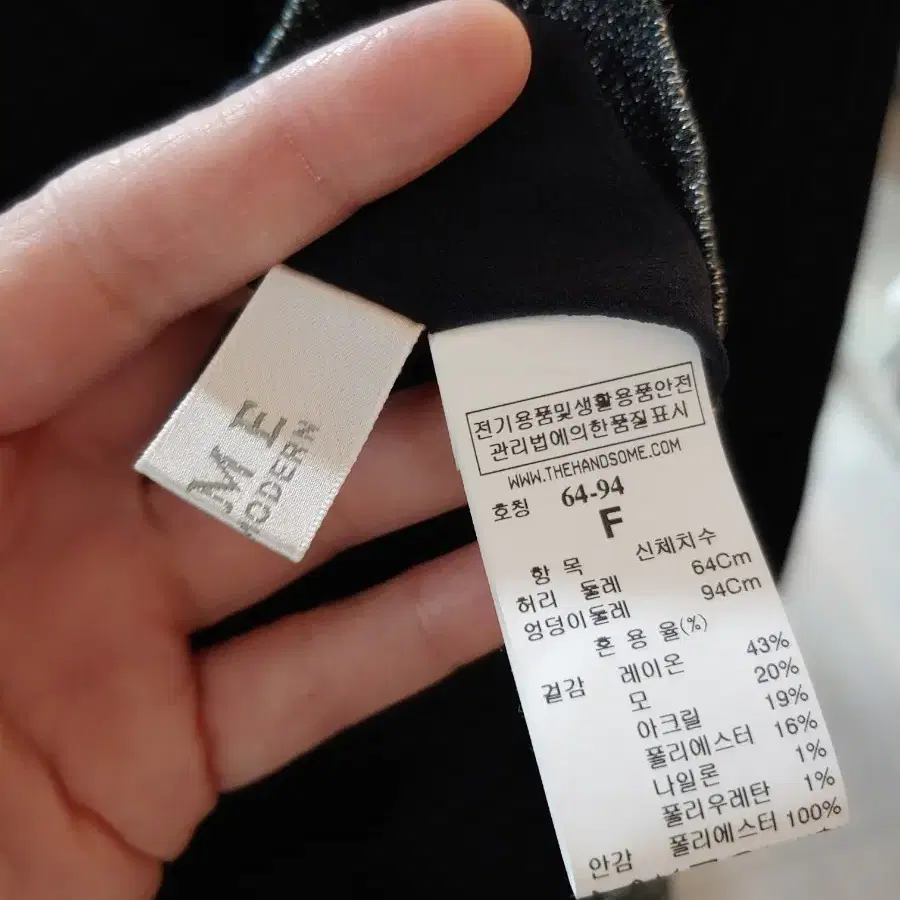 ME
MODERN
전기용품및생활용품안전
관리법에의한품질표시
WWW.THEHANDSOME.COM
호칭 64-94
F
항 목 신체치수
허리 둘레 64Cm
엉덩이둘레 94Cm
혼 용 율(%)
겉감 레이온 43%
모 20%
아크릴 19%
폴리에스터 16%
나일론 1%
폴리우레탄 1%
안감 폴리에스터 100%